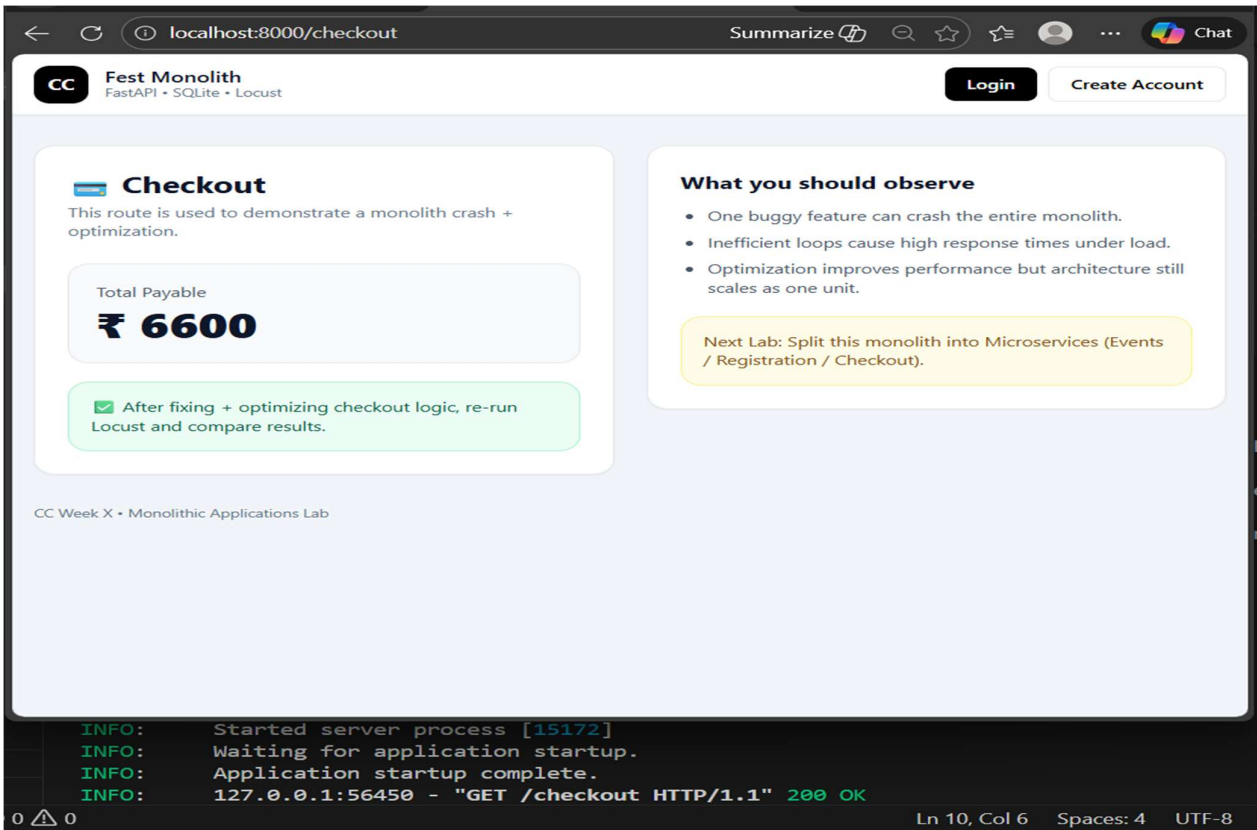 localhost:8000/checkout
Summarize
Chat
CC
Fest Monolith
FastAPI • SQLite • Locust
Login
Create Account
Checkout
This route is used to demonstrate a monolith crash +
optimization.
Total Payable
₹ 6600
✅ After fixing + optimizing checkout logic, re-run
Locust and compare results.
What you should observe
• One buggy feature can crash the entire monolith.
• Inefficient loops cause high response times under load.
• Optimization improves performance but architecture still
scales as one unit.
Next Lab: Split this monolith into Microservices (Events
/ Registration / Checkout).
CC Week X • Monolithic Applications Lab
INFO: Started server process [15172]
INFO: Waiting for application startup.
INFO: Application startup complete.
INFO: 127.0.0.1:56450 - "GET /checkout HTTP/1.1" 200 OK
0 ⚠ 0
Ln 10, Col 6 Spaces: 4 UTF-8